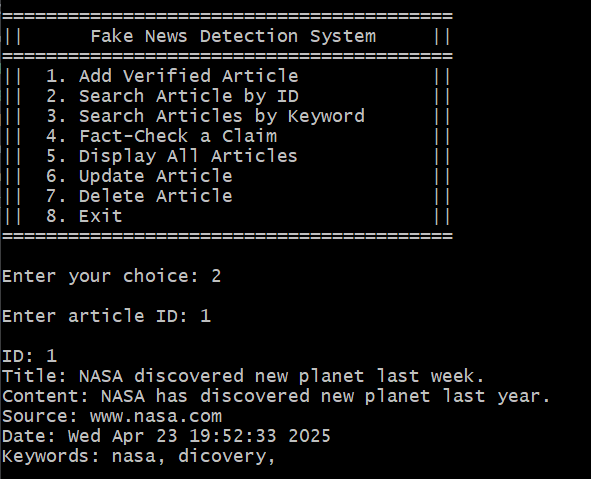 =========================================
||      Fake News Detection System     ||
=========================================
||  1. Add Verified Article            ||
||  2. Search Article by ID            ||
||  3. Search Articles by Keyword      ||
||  4. Fact-Check a Claim              ||
||  5. Display All Articles            ||
||  6. Update Article                  ||
||  7. Delete Article                  ||
||  8. Exit                            ||
=========================================
Enter your choice: 2
Enter article ID: 1
ID: 1
Title: NASA discovered new planet last week.
Content: NASA has discovered new planet last year.
Source: www.nasa.com
Date: Wed Apr 23 19:52:33 2025
Keywords: nasa, dicovery,